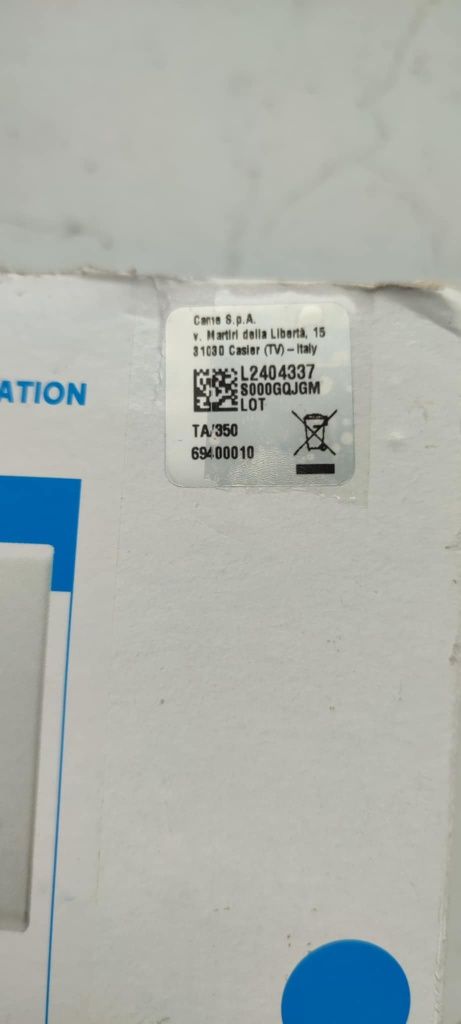 Came S.p.A.
v. Martiri della Libertà, 15
31030 Casier (TV) - Italy
L2404337
S000GQJGM
LOT
TA/350
69400010
ATION